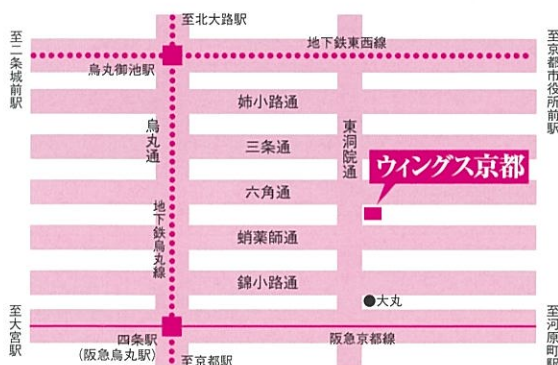 至北大路駅
地下鉄東西線
至二条城前駅
至京都市役所前駅
烏丸御池駅
姉小路通
烏丸通
三条通
東洞院通
ウィングス京都
六角通
地下鉄烏丸線
蛸薬師通
錦小路通
大丸
至大宮駅
四条駅
(阪急烏丸駅)
阪急京都線
至河原町駅
至京都駅